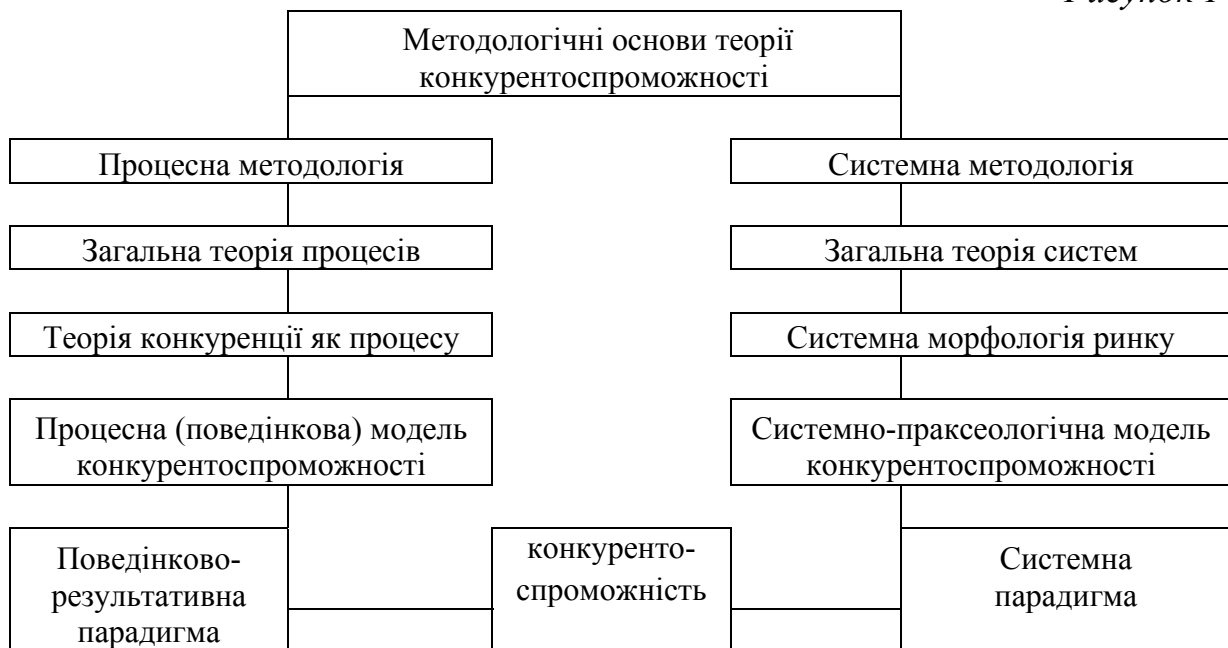 Рисунок 1
Методологічні основи теорії
конкурентоспроможності
Процесна методологія
Системна методологія
Загальна теорія процесів
Загальна теорія систем
Теорія конкуренції як процесу
Системна морфологія ринку
Процесна (поведінкова) модель
конкурентоспроможності
Системно-праксеологічна модель
конкурентоспроможності
Поведінково-
результативна
парадигма
конкуренто-
спроможність
Системна
парадигма